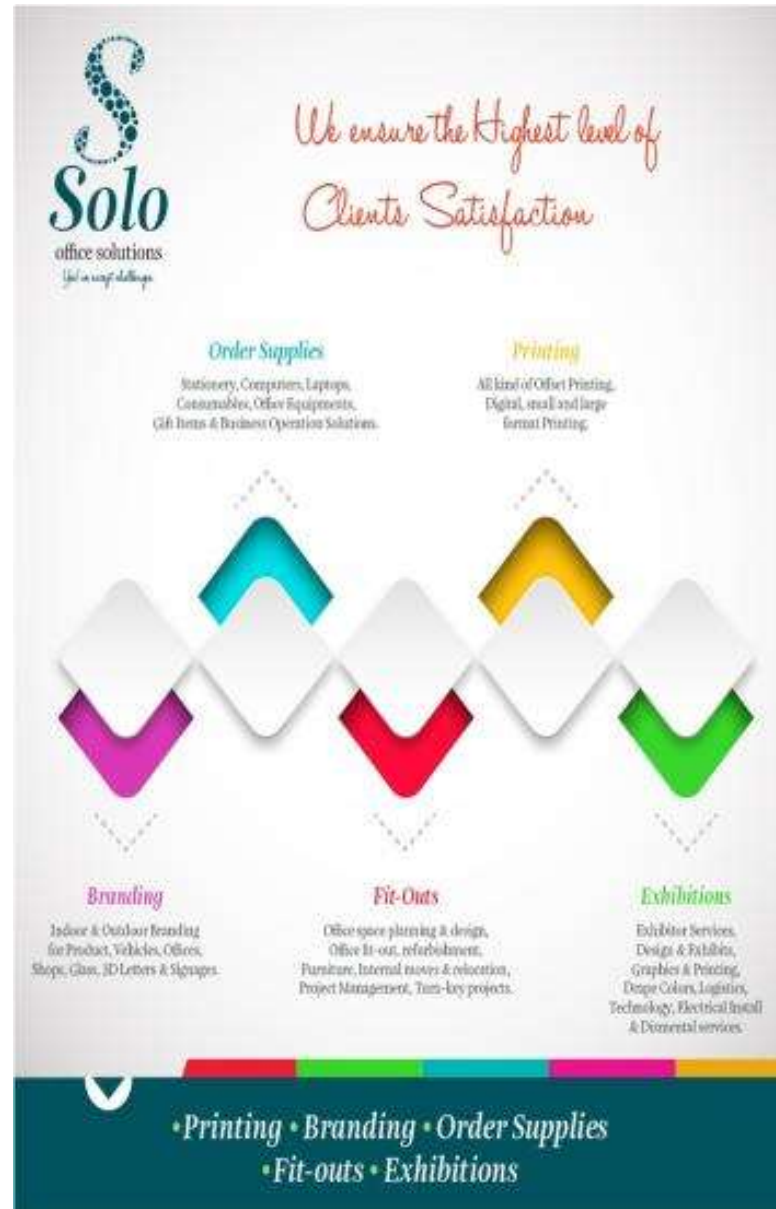 Solo
office solutions
We ensure the Highest level of
Clients Satisfaction
Order Supplies
Stationery, Computers, Laptops,
Consumables, Office Equipments,
Gift Items & Business Operation Solutions.
Printing
All kind of Offset Printing,
Digital, small and large
format Printing.
Branding
Indoor & Outdoor Branding
for Product, Vehicles, Offices,
Shops, Glass, 3D Letters & Signages.
Fit-Outs
Office space planning & design,
Office fit-out, refurbishment,
Furniture, Internal moves & relocation,
Project Management, Turn-key projects.
Exhibitions
Exhibitor Services,
Design & Exhibits,
Graphics & Printing,
Drape Colors, Logistics,
Technology, Electrical Install
& Dismental services.
•Printing •Branding •Order Supplies
•Fit-outs •Exhibitions